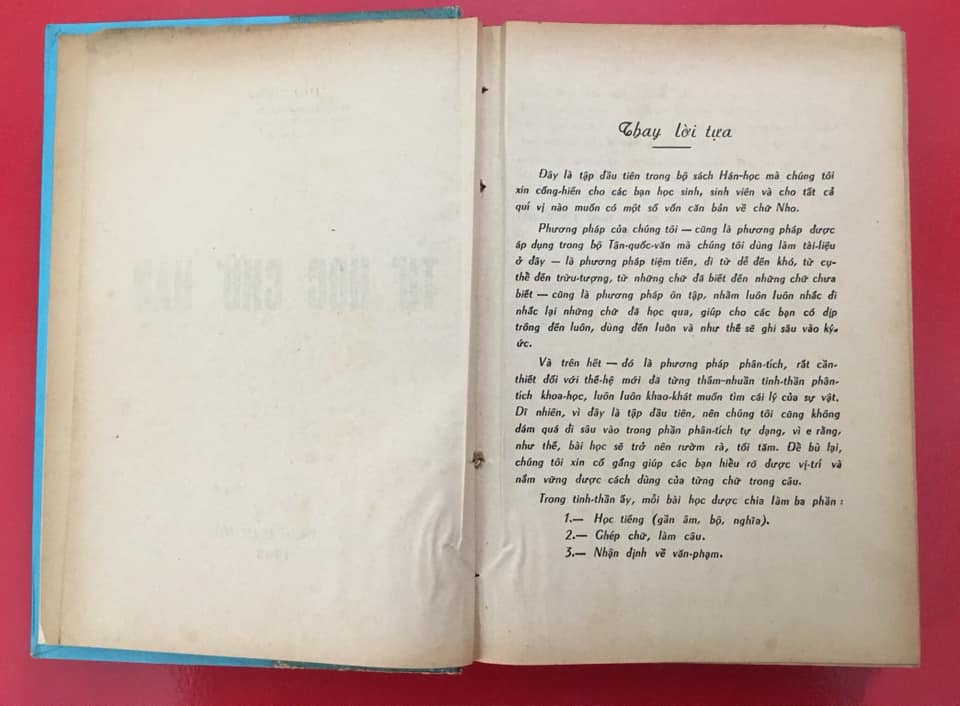 TỰ HỌC CHỮ HÁN
Thay lời tựa
Đây là tập đầu tiên trong bộ sách Hán-học mà chúng tôi
xin cống-hiến cho các bạn học sinh, sinh viên và cho tất cả
quí vị nào muốn có một số vốn căn bản về chữ Nho.
Phương pháp của chúng tôi — cũng là phương pháp được
áp dụng trong bộ Tân-quốc-văn mà chúng tôi dùng làm tài-liệu
ở đây — là phương pháp tiệm tiến, đi từ dễ đến khó, từ cụ-
thể đến trừu-tượng, từ những chữ đã biết đến những chữ chưa
biết — cũng là phương pháp ôn tập, nhằm luôn luôn nhắc đi
nhắc lại những chữ đã học qua, giúp cho các bạn có dịp
trông đến luôn, dùng đến luôn và như thế sẽ ghi sâu vào ký-
ức.
Và trên hết — đó là phương pháp phân-tích, rất cần-
thiết đối với thế-hệ mới đã từng thấm-nhuần tinh-thần phân-
tích khoa-học, luôn luôn khao-khát muốn tìm cái lý của sự vật.
Dĩ nhiên, vì đây là tập đầu tiên, nên chúng tôi cũng không
dám quá đi sâu vào trong phần phân-tích tự dạng, vì e rằng,
như thế, bài học sẽ trở nên rườm rà, tối tăm. Để bù lại,
chúng tôi xin cố gắng giúp các bạn hiểu rõ được vị-trí và
nắm vững được cách dùng của từng chữ trong câu.
Trong tinh-thần ấy, mỗi bài học được chia làm ba phần :
1.— Học tiếng (gần âm, bộ, nghĩa).
2.— Ghép chữ, làm câu.
3.— Nhận định về văn-phạm.